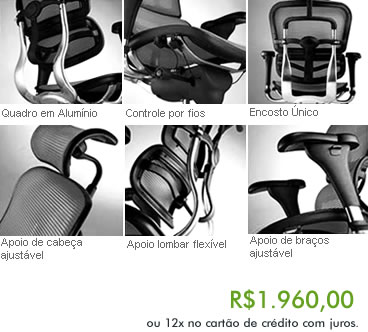 Quadro em Alumínio
Controle por fios
Encosto Único
Apoio de cabeça
ajustável
Apoio lombar flexível
Apoio de braços
ajustável
R$1.960,00
ou 12x no cartão de crédito com juros.